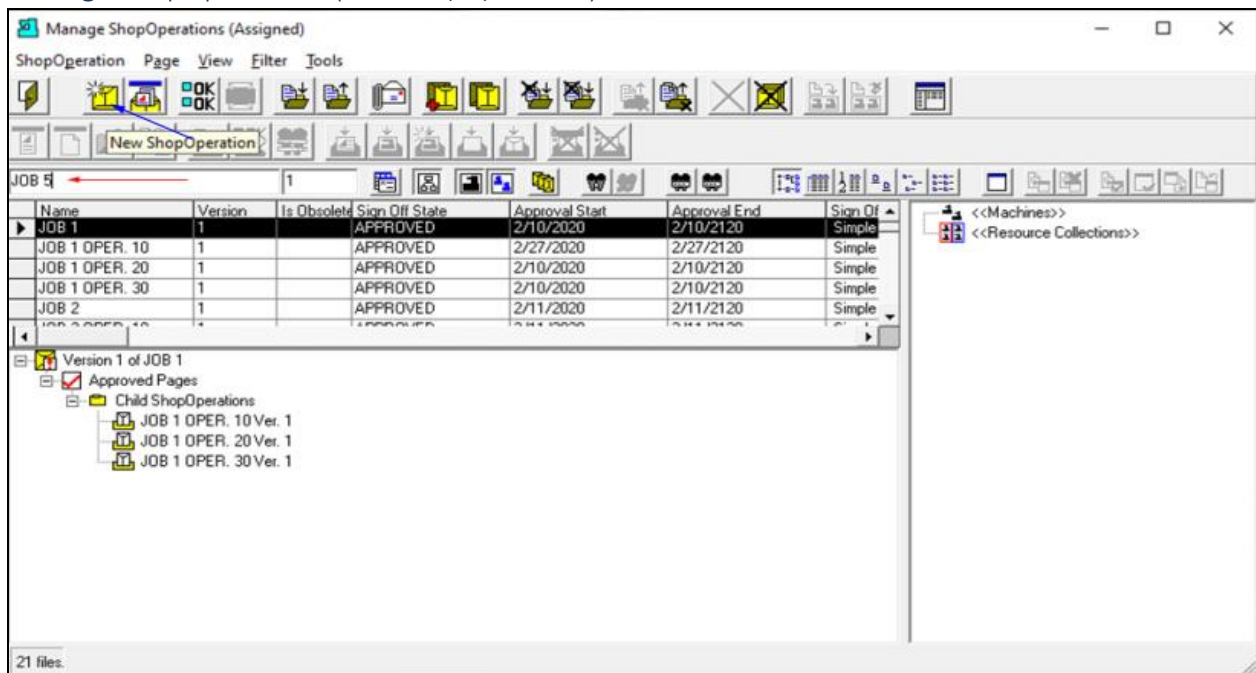 Manage ShopOperations (Assigned)
ShopOperation Page View Filter Tools
OK
OK
New ShopOperation
JOB 5 1
Name Version Is Obsolete Sign Off State Approval Start Approval End Sign Of
JOB 1 1 APPROVED 2/10/2020 2/10/2120 Simple
JOB 1 OPER. 10 1 APPROVED 2/27/2020 2/27/2120 Simple
JOB 1 OPER. 20 1 APPROVED 2/10/2020 2/10/2120 Simple
JOB 1 OPER. 30 1 APPROVED 2/10/2020 2/10/2120 Simple
JOB 2 1 APPROVED 2/11/2020 2/11/2120 Simple
<<Machines>>
<<Resource Collections>>
Version 1 of JOB 1
Approved Pages
Child ShopOperations
JOB 1 OPER. 10 Ver. 1
JOB 1 OPER. 20 Ver. 1
JOB 1 OPER. 30 Ver. 1
21 files.